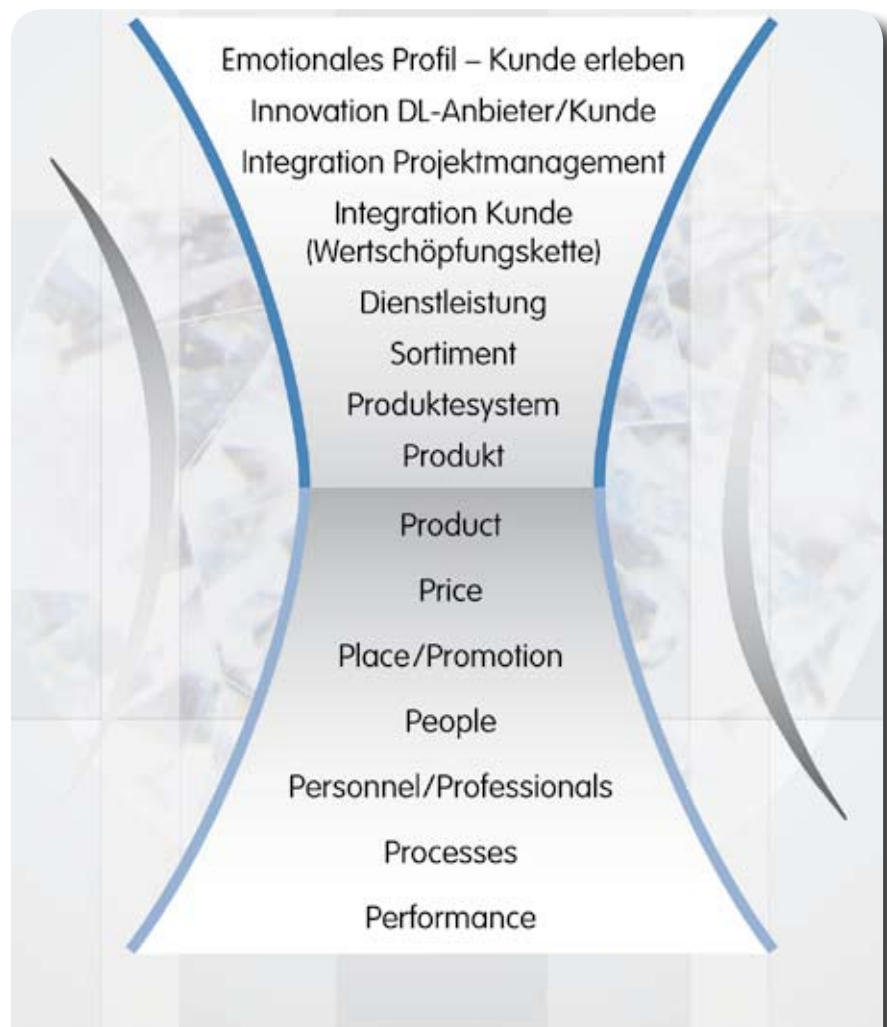 Emotionales Profil – Kunde erleben
Innovation DL-Anbieter/Kunde
Integration Projektmanagement
Integration Kunde
(Wertschöpfungskette)
Dienstleistung
Sortiment
Produktesystem
Produkt
Product
Price
Place/Promotion
People
Personnel/Professionals
Processes
Performance